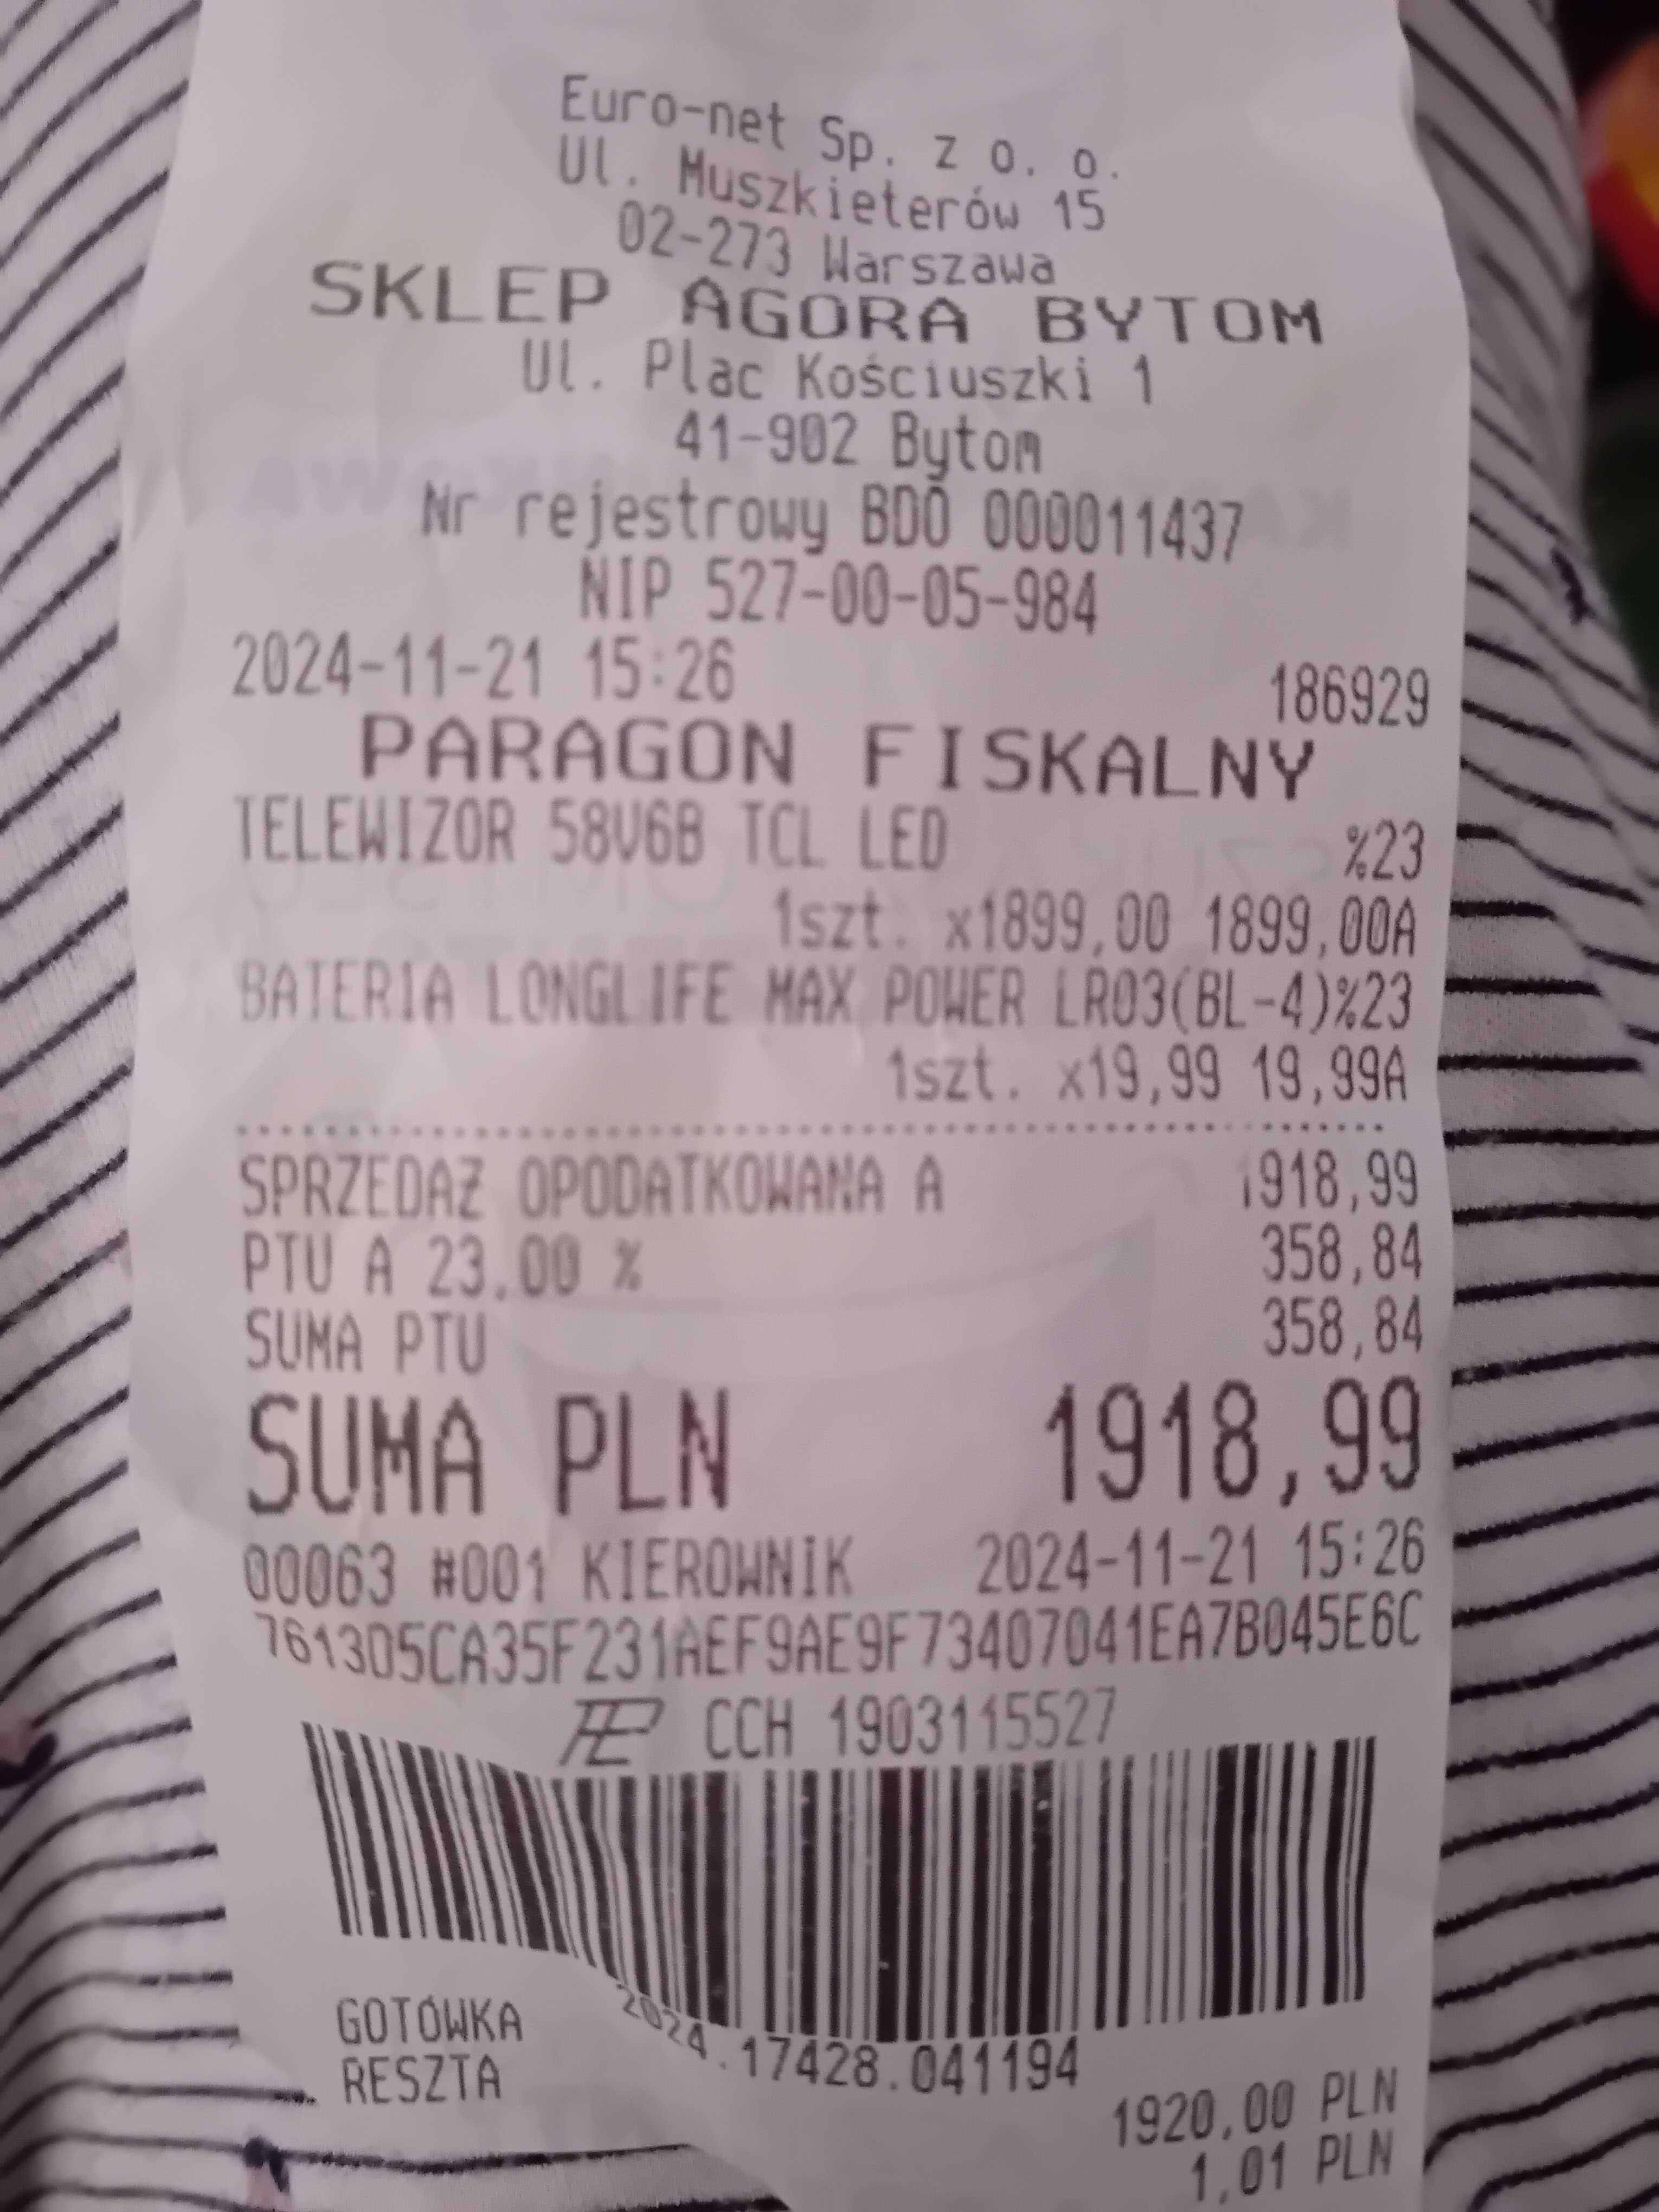 Euro-net Sp. z o. o.
Ul. Muszkieterów 15
02-273 Warszawa
SKLEP AGORA BYTOM
Ul. Plac Kościuszki 1
41-902 Bytom
Nr rejestrowy BDO 000011437
NIP 527-00-05-984
2024-11-21 15:26 186929
PARAGON FISKALNY
TELEWIZOR 58V6B TCL LED %23
1szt. x1899,00 1899,00A
BATERIA LONGLIFE MAX POWER LR03(BL-4)%23
1szt. x19,99 19,99A
SPRZEDAŻ OPODATKOWANA A 1918,99
PTU A 23,00 % 358,84
SUMA PTU 358,84
SUMA PLN 1918,99
00063 #001 KIEROWNIK 2024-11-21 15:26
761305CA35F231AEF9AE9F73407041EA7B045E6C
CCH 1903115527
2024.17428.041194
GOTÓWKA 1920,00 PLN
RESZTA 1,01 PLN